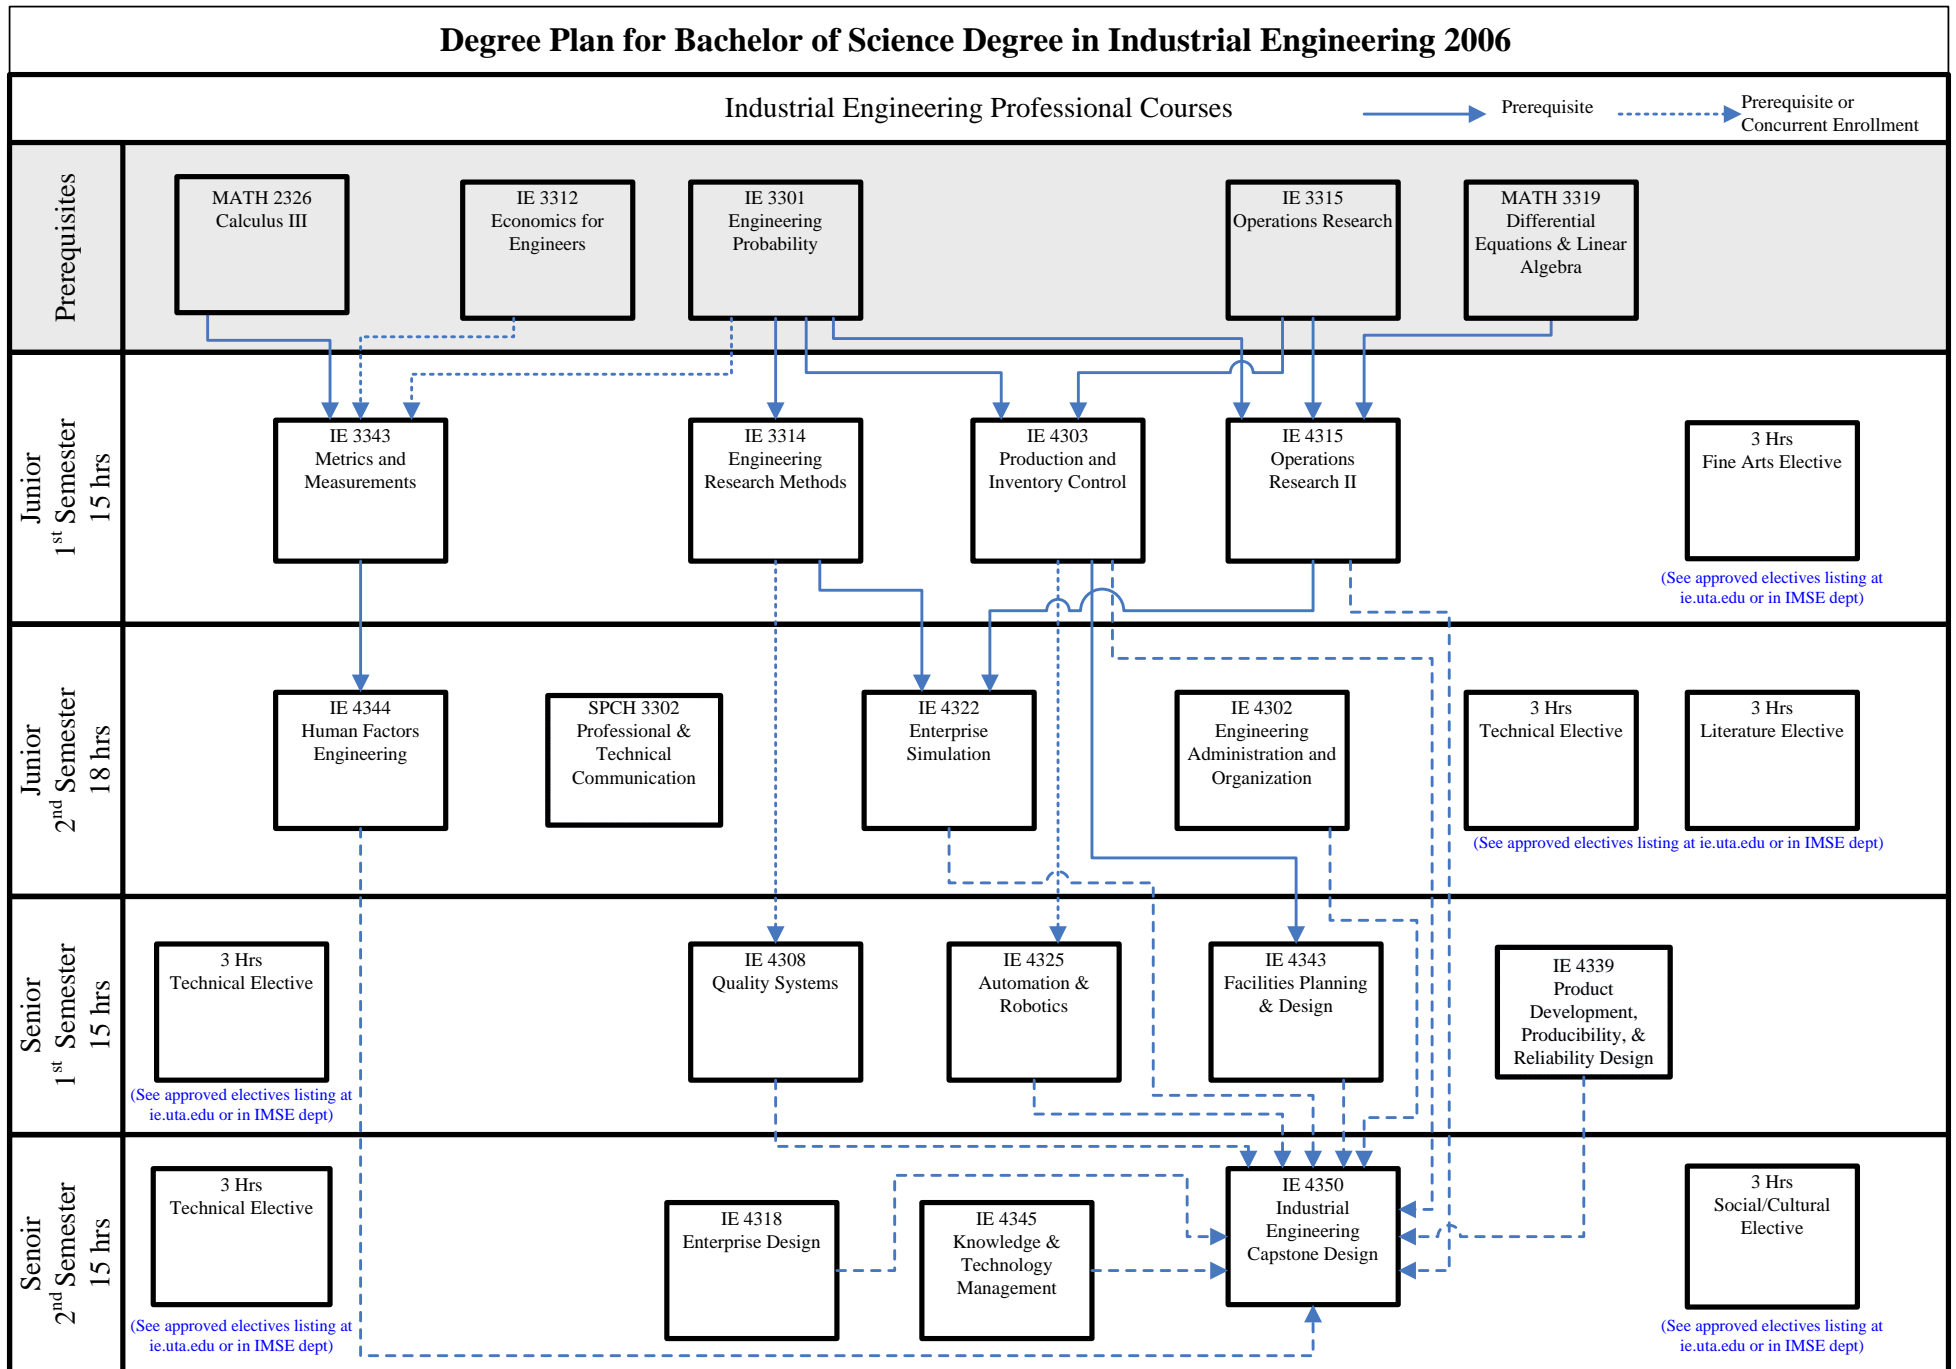 Degree Plan for Bachelor of Science Degree in Industrial Engineering 2006
Industrial Engineering Professional Courses
Prerequisite
Prerequisite or
Concurrent Enrollment
Prerequisites
MATH 2326
Calculus III
IE 3312
Economics for
Engineers
IE 3301
Engineering
Probability
IE 3315
Operations Research
MATH 3319
Differential
Equations & Linear
Algebra
Junior
1st Semester
15 hrs
IE 3343
Metrics and
Measurements
IE 3314
Engineering
Research Methods
IE 4303
Production and
Inventory Control
IE 4315
Operations
Research II
3 Hrs
Fine Arts Elective
(See approved electives listing at
ie.uta.edu or in IMSE dept)
Junior
2nd Semester
18 hrs
IE 4344
Human Factors
Engineering
SPCH 3302
Professional &
Technical
Communication
IE 4322
Enterprise
Simulation
IE 4302
Engineering
Administration and
Organization
3 Hrs
Technical Elective
3 Hrs
Literature Elective
(See approved electives listing at ie.uta.edu or in IMSE dept)
Senior
1st Semester
15 hrs
3 Hrs
Technical Elective
(See approved electives listing at
ie.uta.edu or in IMSE dept)
IE 4308
Quality Systems
IE 4325
Automation &
Robotics
IE 4343
Facilities Planning
& Design
IE 4339
Product
Development,
Producibility, &
Reliability Design
Senoir
2nd Semester
15 hrs
3 Hrs
Technical Elective
(See approved electives listing at
ie.uta.edu or in IMSE dept)
IE 4318
Enterprise Design
IE 4345
Knowledge &
Technology
Management
IE 4350
Industrial
Engineering
Capstone Design
3 Hrs
Social/Cultural
Elective
(See approved electives listing at
ie.uta.edu or in IMSE dept)